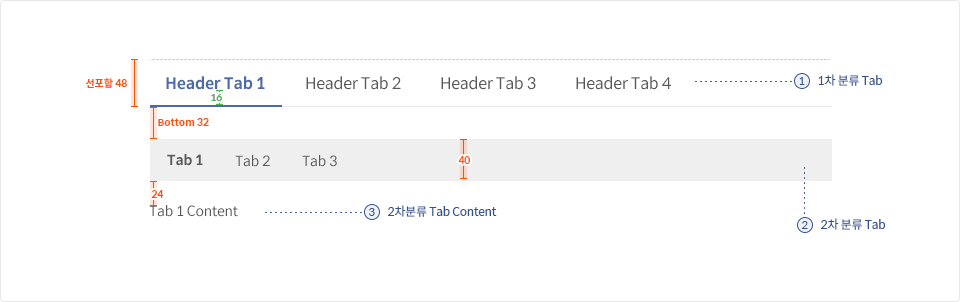 선포함 48
Header Tab 1 Header Tab 2 Header Tab 3 Header Tab 4
1 1차 분류 Tab
16
Bottom 32
Tab 1 Tab 2 Tab 3
40
24
Tab 1 Content
3 2차분류 Tab Content
2 2차 분류 Tab